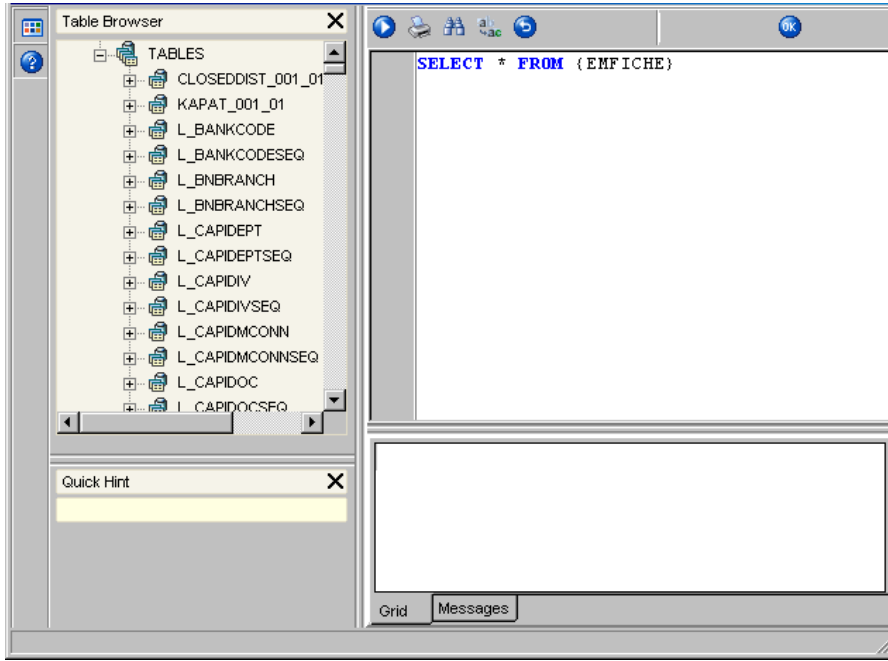 Table Browser
TABLES
CLOSEDDIST_001_01
KAPAT_001_01
L_BANKCODE
L_BANKCODESEQ
L_BNBRANCH
L_BNBRANCHSEQ
L_CAPIDEPT
L_CAPIDEPTSEQ
L_CAPIDIV
L_CAPIDIVSEQ
L_CAPIDMCONN
L_CAPIDMCONNSEQ
L_CAPIDOC
L_CAPIDOCSEQ
Quick Hint
OK
SELECT * FROM {EMFICHE}
Grid
Messages